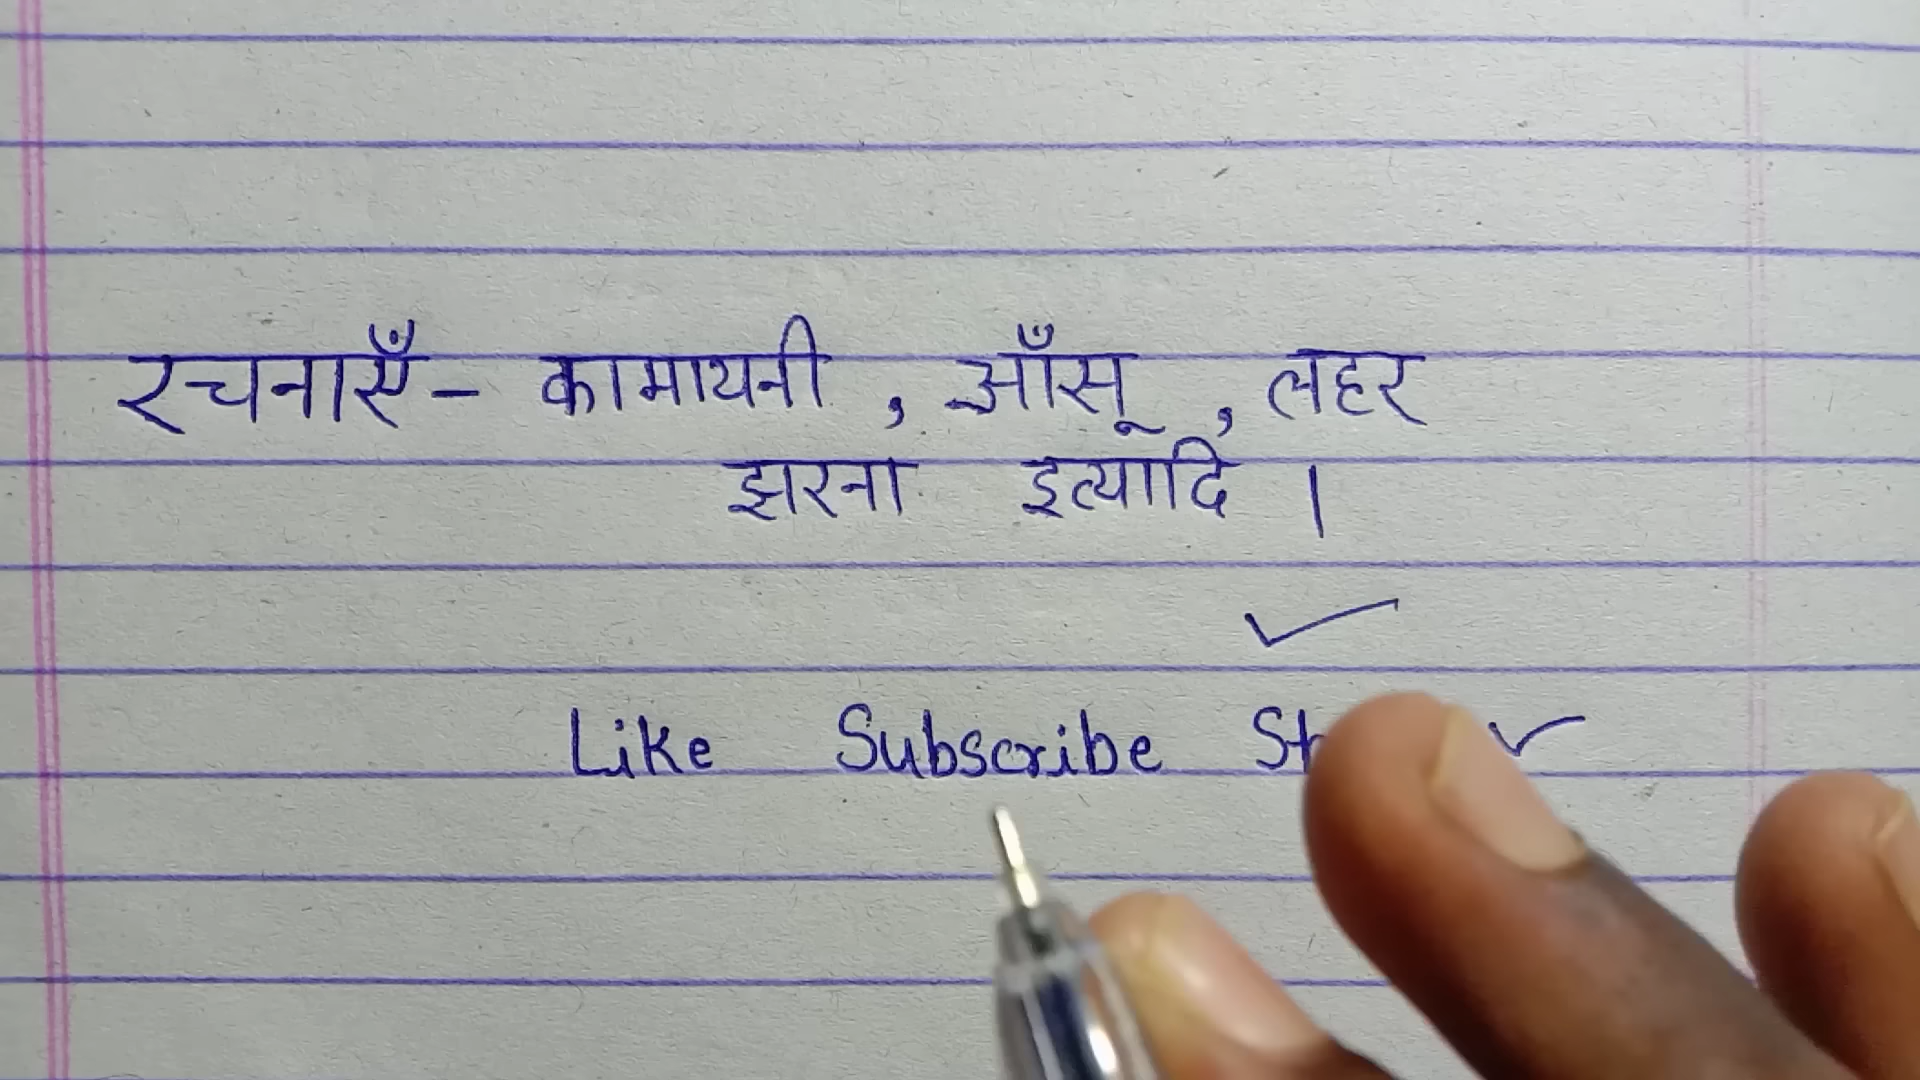 रचनाएँ - कामायनी , आँसू , लहर
झरना इत्यादि ।
Like Subscribe